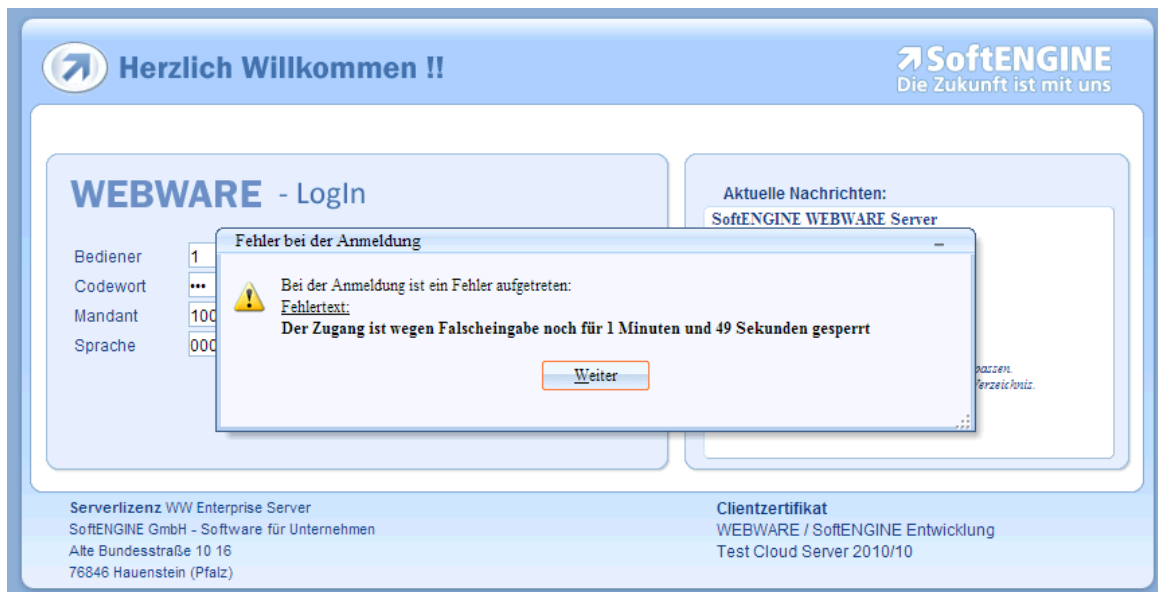 Herzlich Willkommen !!
SoftENGINE
Die Zukunft ist mit uns
WEBWARE - LogIn
Bediener 1
Codewort •••
Mandant 100
Sprache 000
Aktuelle Nachrichten:
SoftENGINE WEBWARE Server
passen.
Verzeichnis.
Fehler bei der Anmeldung
Bei der Anmeldung ist ein Fehler aufgetreten:
Fehlertext:
Der Zugang ist wegen Falscheingabe noch für 1 Minuten und 49 Sekunden gesperrt
Weiter
Serverlizenz WW Enterprise Server
SoftENGINE GmbH - Software für Unternehmen
Alte Bundesstraße 10 16
76846 Hauenstein (Pfalz)
Clientzertifikat
WEBWARE / SoftENGINE Entwicklung
Test Cloud Server 2010/10